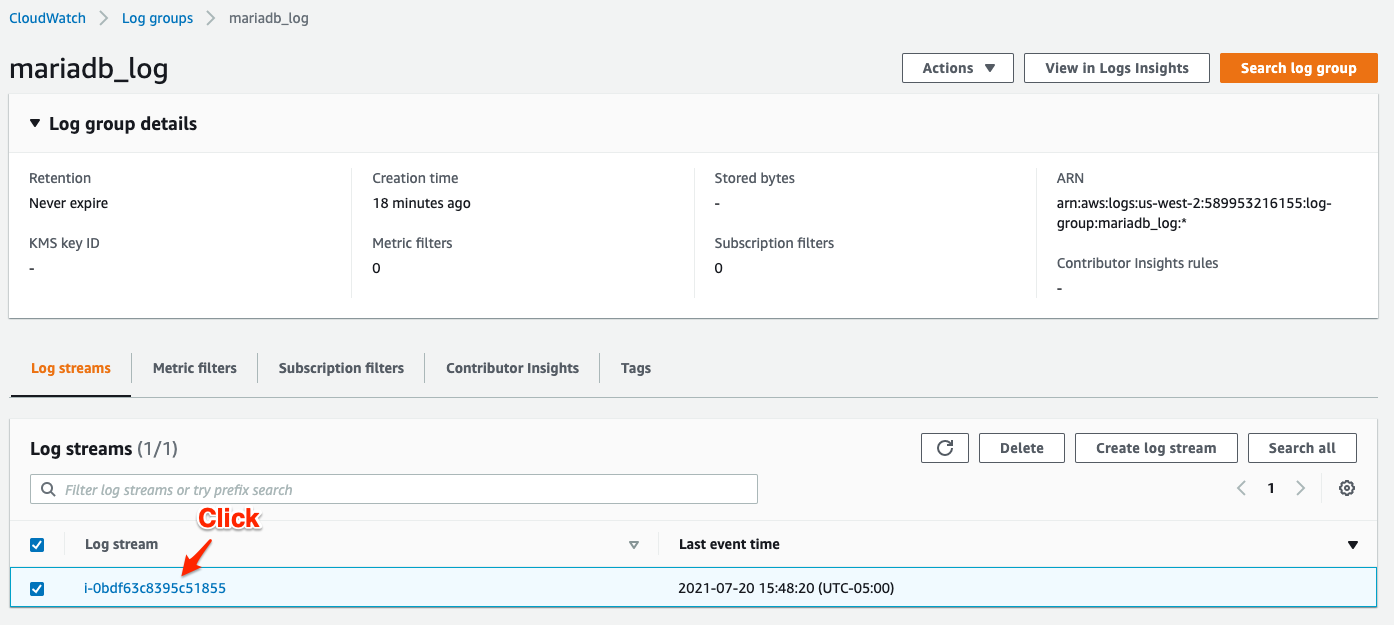 CloudWatch > Log groups > mariadb_log
mariadb_log
Actions
View in Logs Insights
Search log group
Log group details
Retention
Never expire
KMS key ID
-
Creation time
18 minutes ago
Metric filters
0
Stored bytes
-
Subscription filters
0
ARN
arn:aws:logs:us-west-2:589953216155:log-
group:mariadb_log:*
Contributor Insights rules
-
Log streams
Metric filters
Subscription filters
Contributor Insights
Tags
Log streams (1/1)
Delete
Create log stream
Search all
Filter log streams or try prefix search
1
Click
Log stream
Last event time
i-0bdf63c8395c51855
2021-07-20 15:48:20 (UTC-05:00)